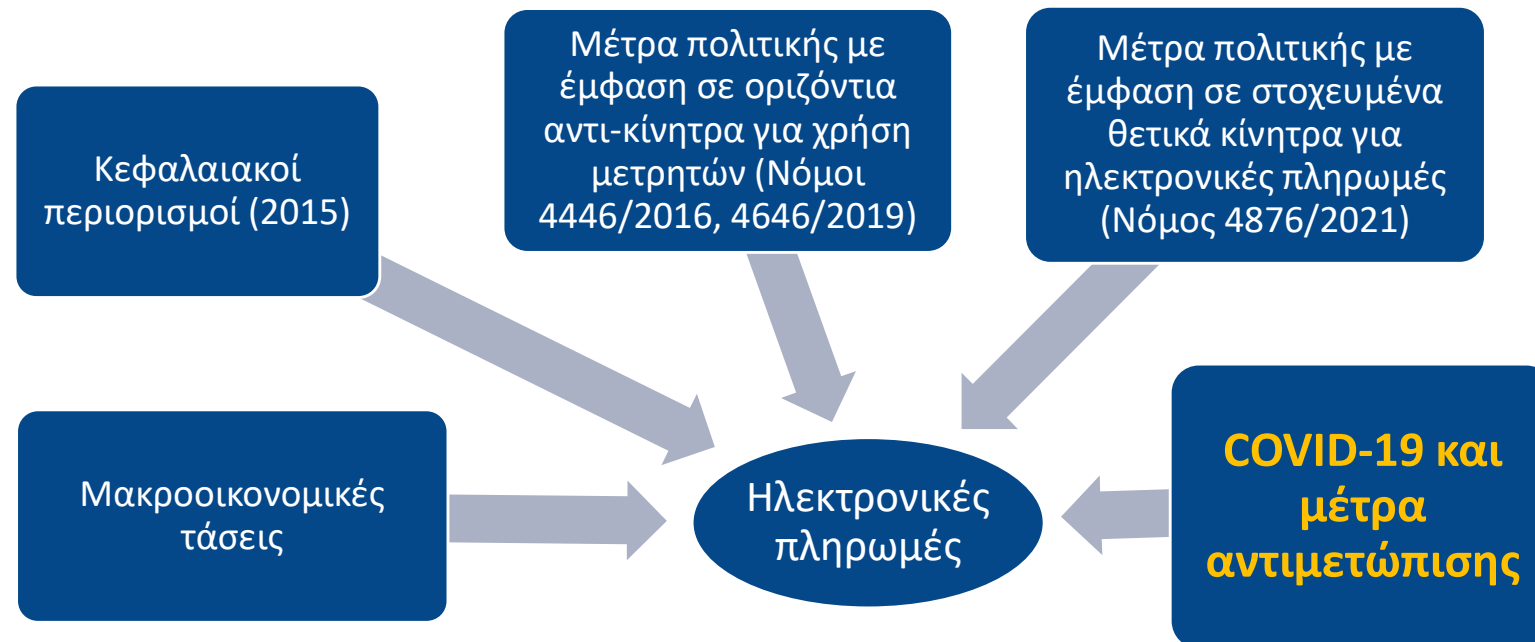 Κεφαλαιακοί
περιορισμοί (2015)
Μέτρα πολιτικής με
έμφαση σε οριζόντια
αντι-κίνητρα για χρήση
μετρητών (Νόμοι
4446/2016, 4646/2019)
Μέτρα πολιτικής με
έμφαση σε στοχευμένα
θετικά κίνητρα για
ηλεκτρονικές πληρωμές
(Νόμος 4876/2021)
Μακροοικονομικές
τάσεις
Ηλεκτρονικές
πληρωμές
COVID-19 και
μέτρα
αντιμετώπισης